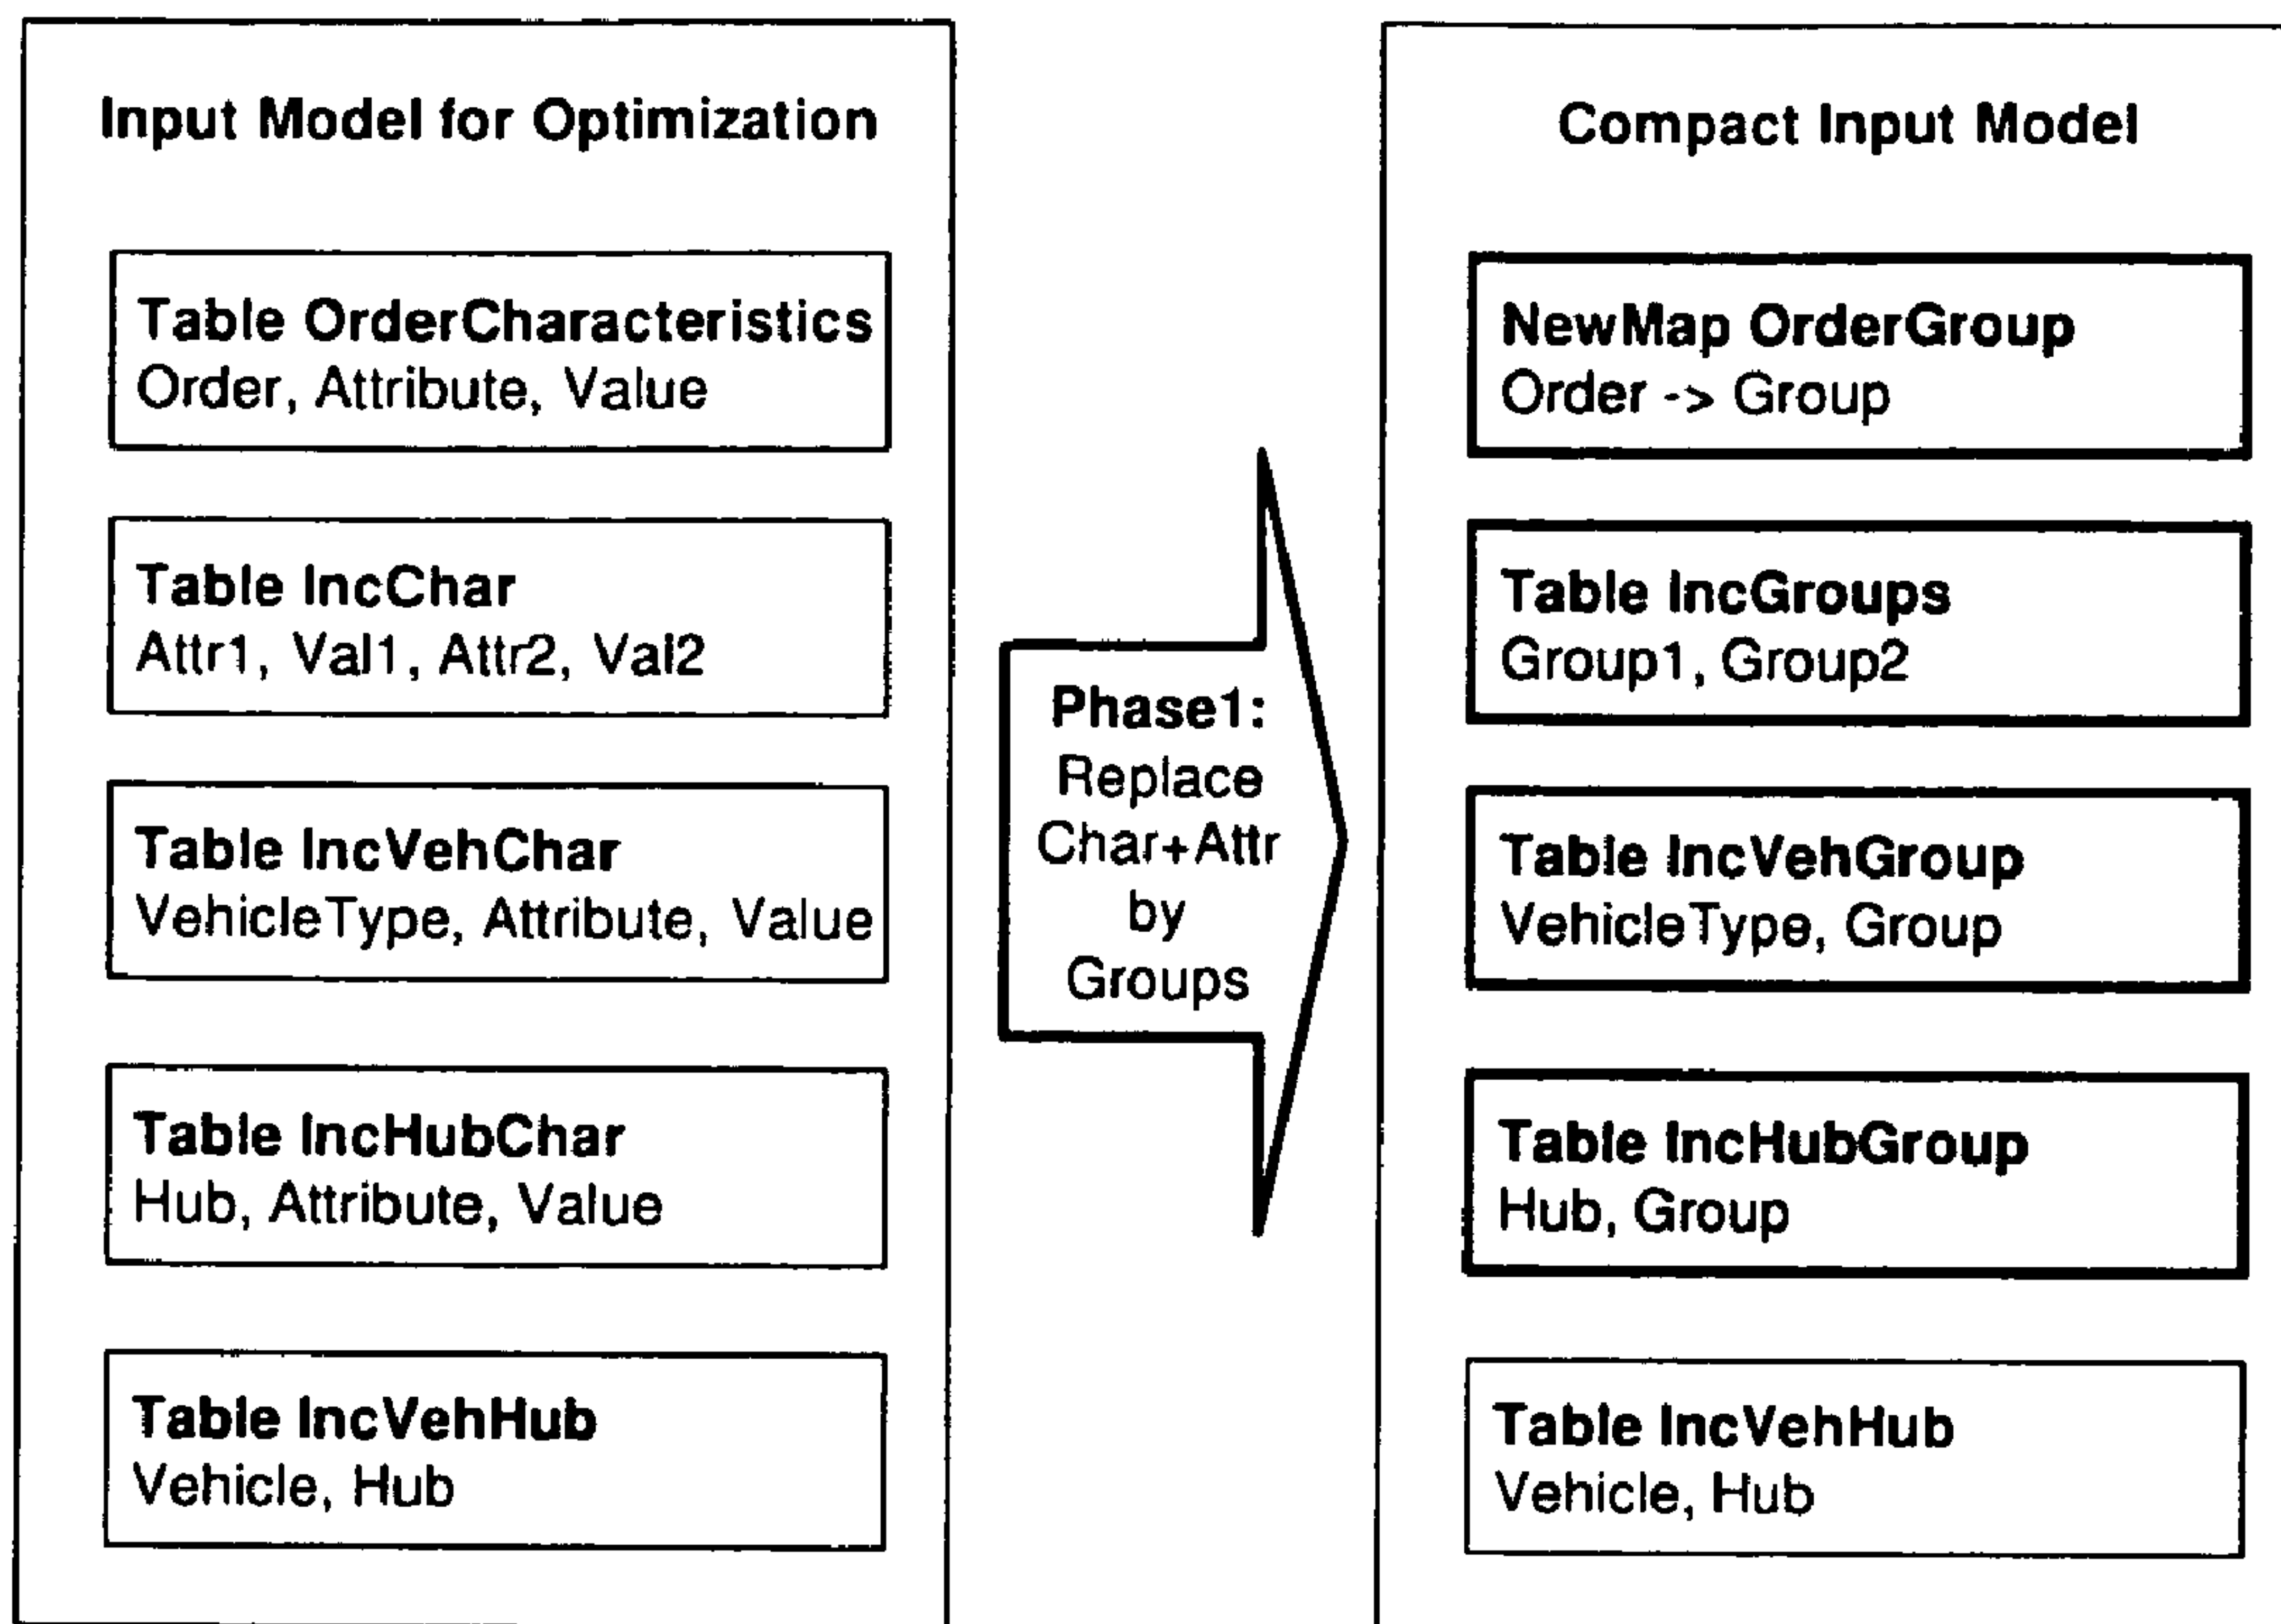 Input Model for Optimization
Table OrderCharacteristics
Order, Attribute, Value
Table IncChar
Attr1, Val1, Attr2, Val2
Table IncVehChar
VehicleType, Attribute, Value
Table IncHubChar
Hub, Attribute, Value
Table IncVehHub
Vehicle, Hub
Phase1:
Replace
Char+Attr
by
Groups
Compact Input Model
NewMap OrderGroup
Order -> Group
Table IncGroups
Group1, Group2
Table IncVehGroup
VehicleType, Group
Table IncHubGroup
Hub, Group
Table IncVehHub
Vehicle, Hub